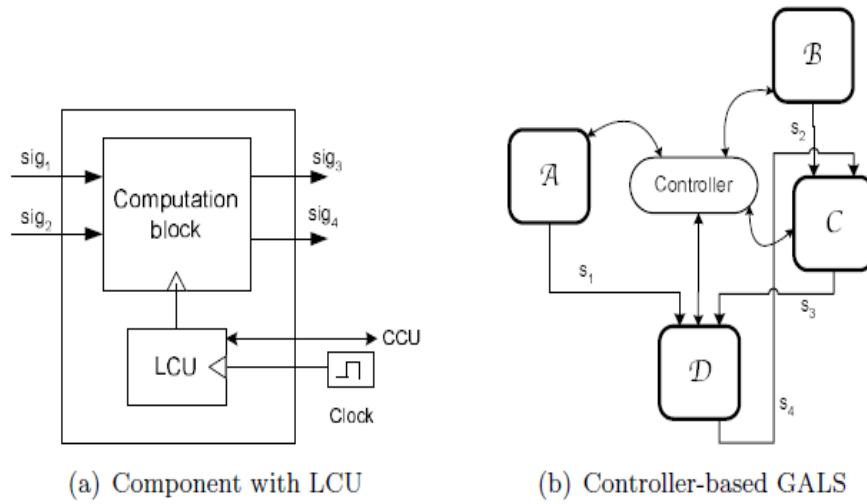 sig₁
sig₂
Computation
block
sig₃
sig₄
LCU
CCU
Clock
(a) Component with LCU
A
B
Controller
C
D
s₁
s₂
s₃
s₄
(b) Controller-based GALS